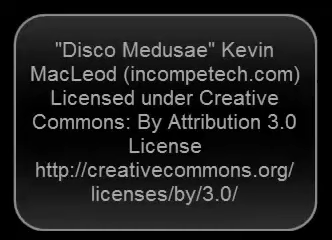 "Disco Medusae" Kevin
MacLeod (incompetech.com)
Licensed under Creative
Commons: By Attribution 3.0
License
http://creativecommons.org/
licenses/by/3.0/